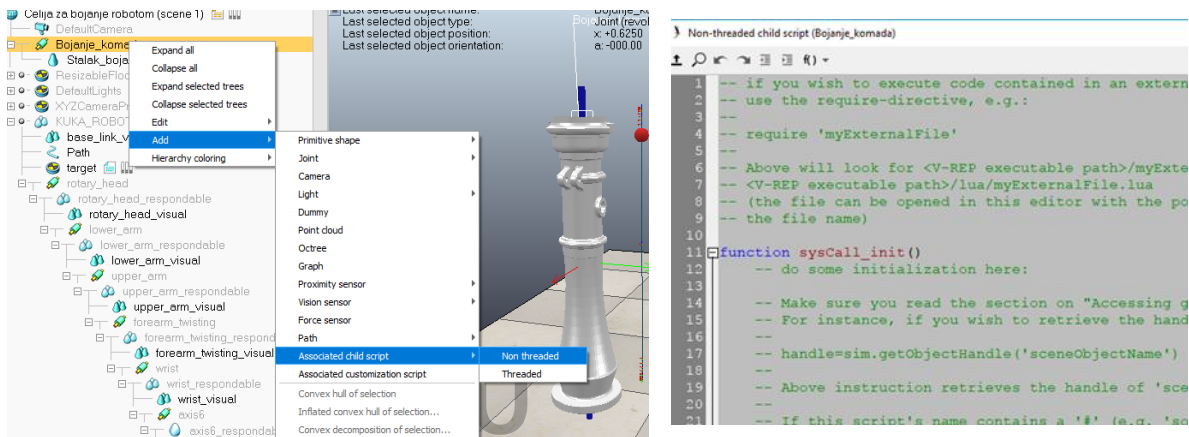 Celija za bojanje robotom (scene 1)
DefaultCamera
Bojanje_koma
Stalak_boja
ResizableFloo
DefaultLights
XYZCameraPr
KUKA_ROBOT
base_link_v
Path
target
rotary_head
rotary_head_respondable
rotary_head_visual
lower_arm
lower_arm_respondable
lower_arm_visual
upper_arm
upper_arm_respondable
upper_arm_visual
forearm_twisting
forearm_twisting_respond
forearm_twisting_visual
wrist
wrist_respondable
wrist_visual
axis6
axis6_respondab
Expand all
Collapse all
Expand selected trees
Collapse selected trees
Edit
Add
Hierarchy coloring
Primitive shape
Joint
Camera
Light
Dummy
Point cloud
Octree
Graph
Proximity sensor
Vision sensor
Force sensor
Path
Associated child script
Associated customization script
Convex hull of selection
Inflated convex hull of selection...
Convex decomposition of selection...
Non threaded
Threaded
Last selected object name:
Last selected object type: Joint (revol
Last selected object position: x: +0.6250
Last selected object orientation: a:-000.00
Non-threaded child script (Bojanje_komada)
f()
1 -- if you wish to execute code contained in an extern
2 -- use the require-directive, e.g.:
3 --
4 -- require 'myExternalFile'
5 --
6 -- Above will look for <V-REP executable path>/myExte
7 -- <V-REP executable path>/lua/myExternalFile.lua
8 -- (the file can be opened in this editor with the po
9 -- the file name)
10
11 function sysCall_init()
12 -- do some initialization here:
13
14 -- Make sure you read the section on "Accessing g
15 -- For instance, if you wish to retrieve the hand
16 --
17 -- handle=sim.getObjectHandle('sceneObjectName')
18 --
19 -- Above instruction retrieves the handle of 'sce
20 --
21 -- If this script's name contains a '#' (e.g. 'so